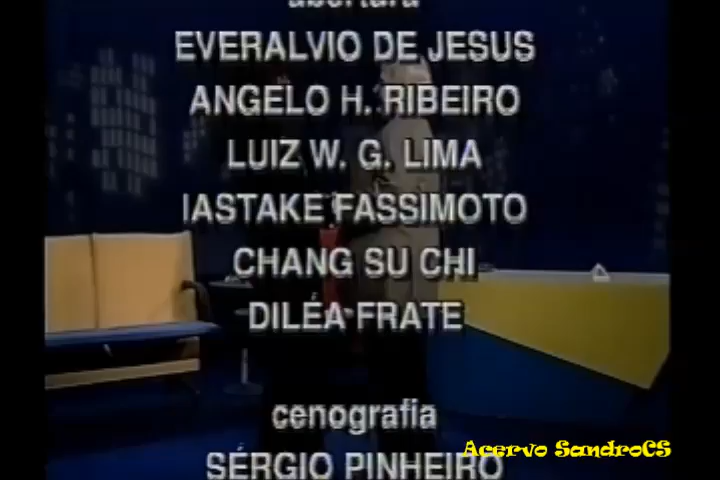 abertura
EVERALVIO DE JESUS
ANGELO H. RIBEIRO
LUIZ W. G. LIMA
IASTAKE FASSIMOTO
CHANG SU CHI
DILÉA FRATE
cenografia
SÉRGIO PINHEIRO
Acervo SandroCS